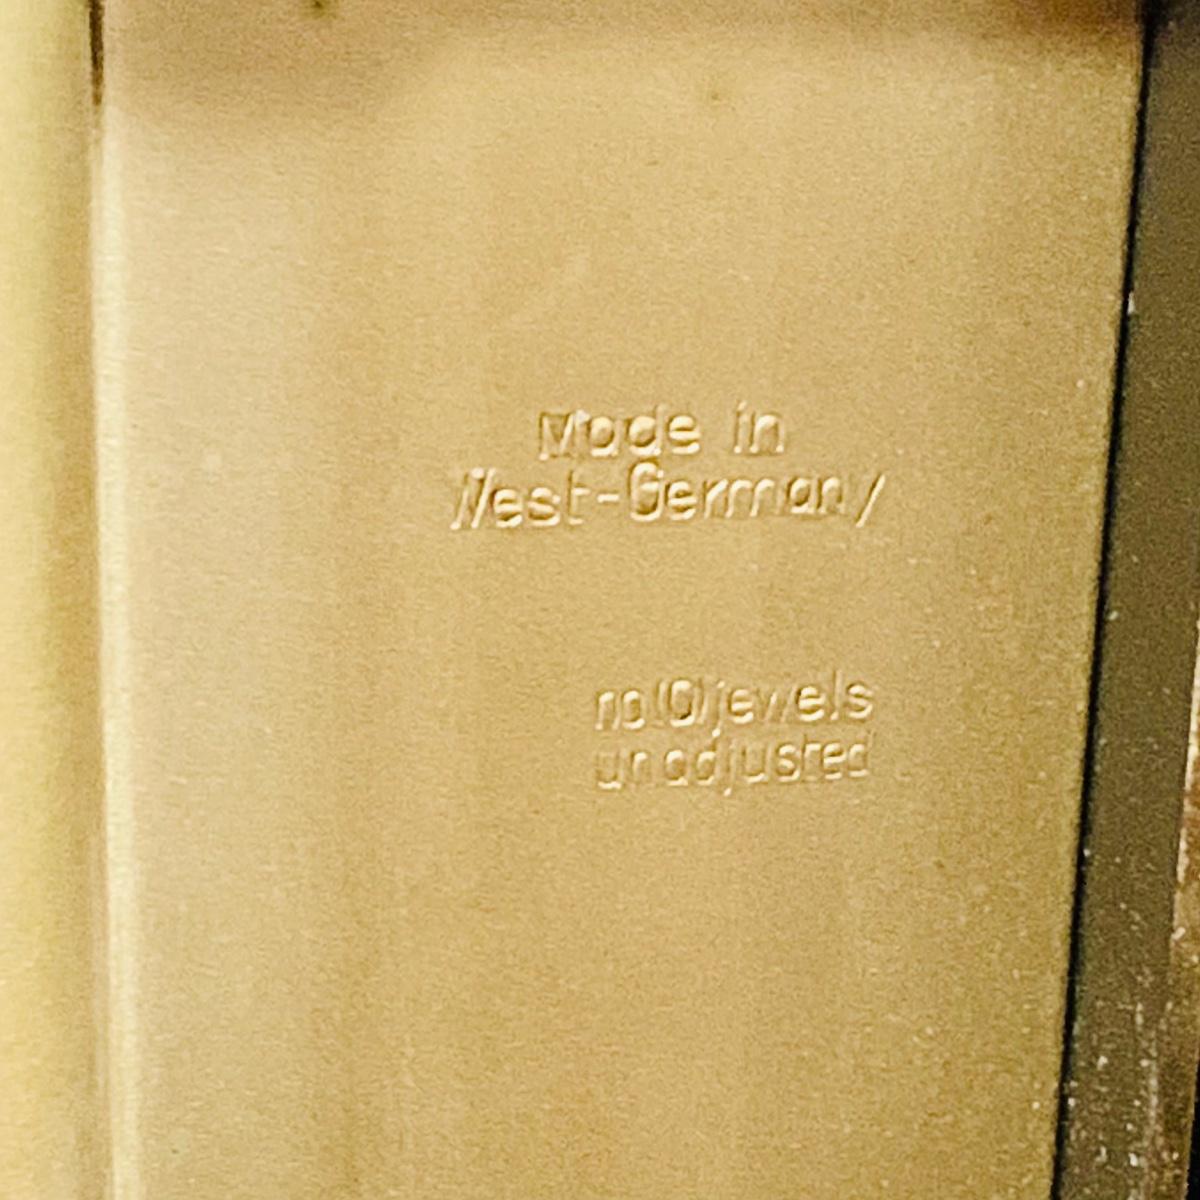 Made in
West-Germany
no(0)jewels
unadjusted